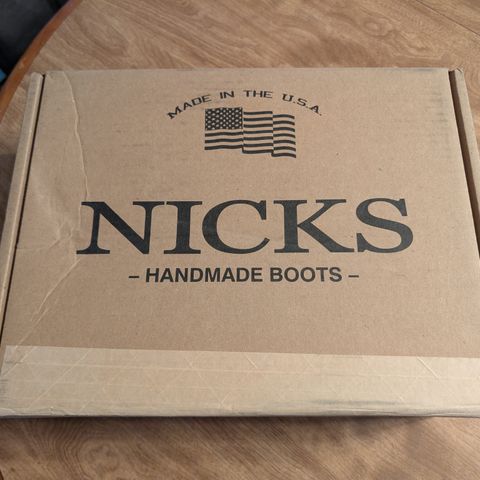 MADE IN THE U.S.A.
NICKS
– HANDMADE BOOTS –